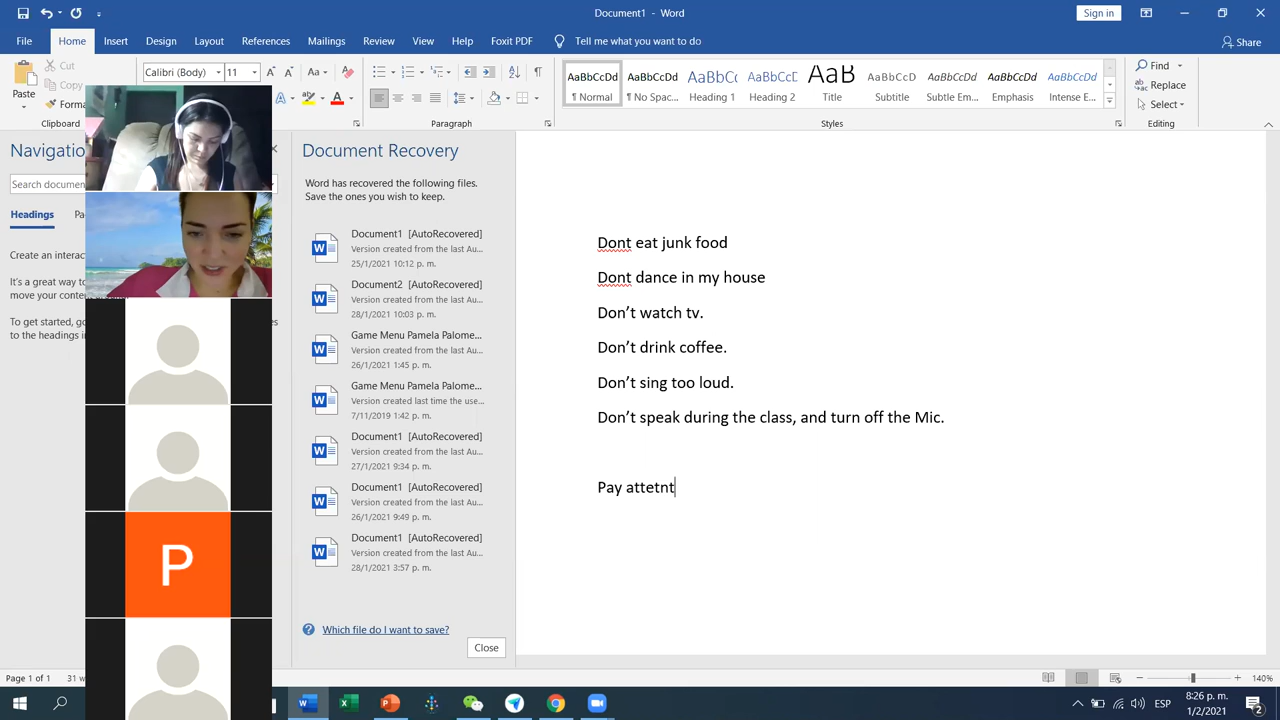 Document1 - Word
Sign in
File Home Insert Design Layout References Mailings Review View Help Foxit PDF Tell me what you want to do Share
Paste
Cut
Copy
Calibri (Body) 11
Aa
AaBbCcDd ¶ Normal
AaBbCcDd ¶ No Spac...
Heading 1
Heading 2
AaB Title
AaBbCcD Subtitle
AaBbCcDd Subtle Em...
AaBbCcDd Emphasis
AaBbCcDd Intense E...
Find
Replace
Select
Clipboard
Paragraph
Styles
Editing
Headings
Create an interac
It's a great way t
move your conten
To get started, go
to the headings i
Document Recovery
Word has recovered the following files.
Save the ones you wish to keep.
Document1 [AutoRecovered]
Version created from the last Au...
25/1/2021 10:12 p. m.
Document2 [AutoRecovered]
Version created from the last Au...
28/1/2021 10:03 p. m.
Game Menu Pamela Palome...
Version created from the last Au...
26/1/2021 1:45 p. m.
Game Menu Pamela Palome...
Version created last time the use...
7/11/2019 1:42 p. m.
Document1 [AutoRecovered]
Version created from the last Au...
27/1/2021 9:34 p. m.
Document1 [AutoRecovered]
Version created from the last Au...
26/1/2021 9:49 p. m.
Document1 [AutoRecovered]
Version created from the last Au...
28/1/2021 3:57 p. m.
Which file do I want to save?
Close
Dont eat junk food
Dont dance in my house
Don’t watch tv.
Don’t drink coffee.
Don’t sing too loud.
Don’t speak during the class, and turn off the Mic.
Pay attetnt
P
Page 1 of 1 31 w
140%
ESP
8:26 p. m.
1/2/2021
2